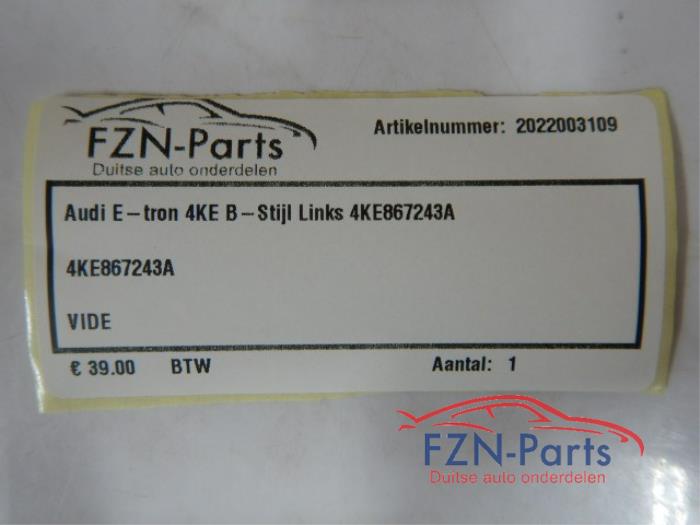 FZN-Parts
Duitse auto onderdelen
Artikelnummer: 2022003109
Audi E-tron 4KE B-Stijl Links 4KE867243A
4KE867243A
VIDE
€ 39.00 BTW Aantal: 1
FZN-Parts
Duitse auto onderdelen